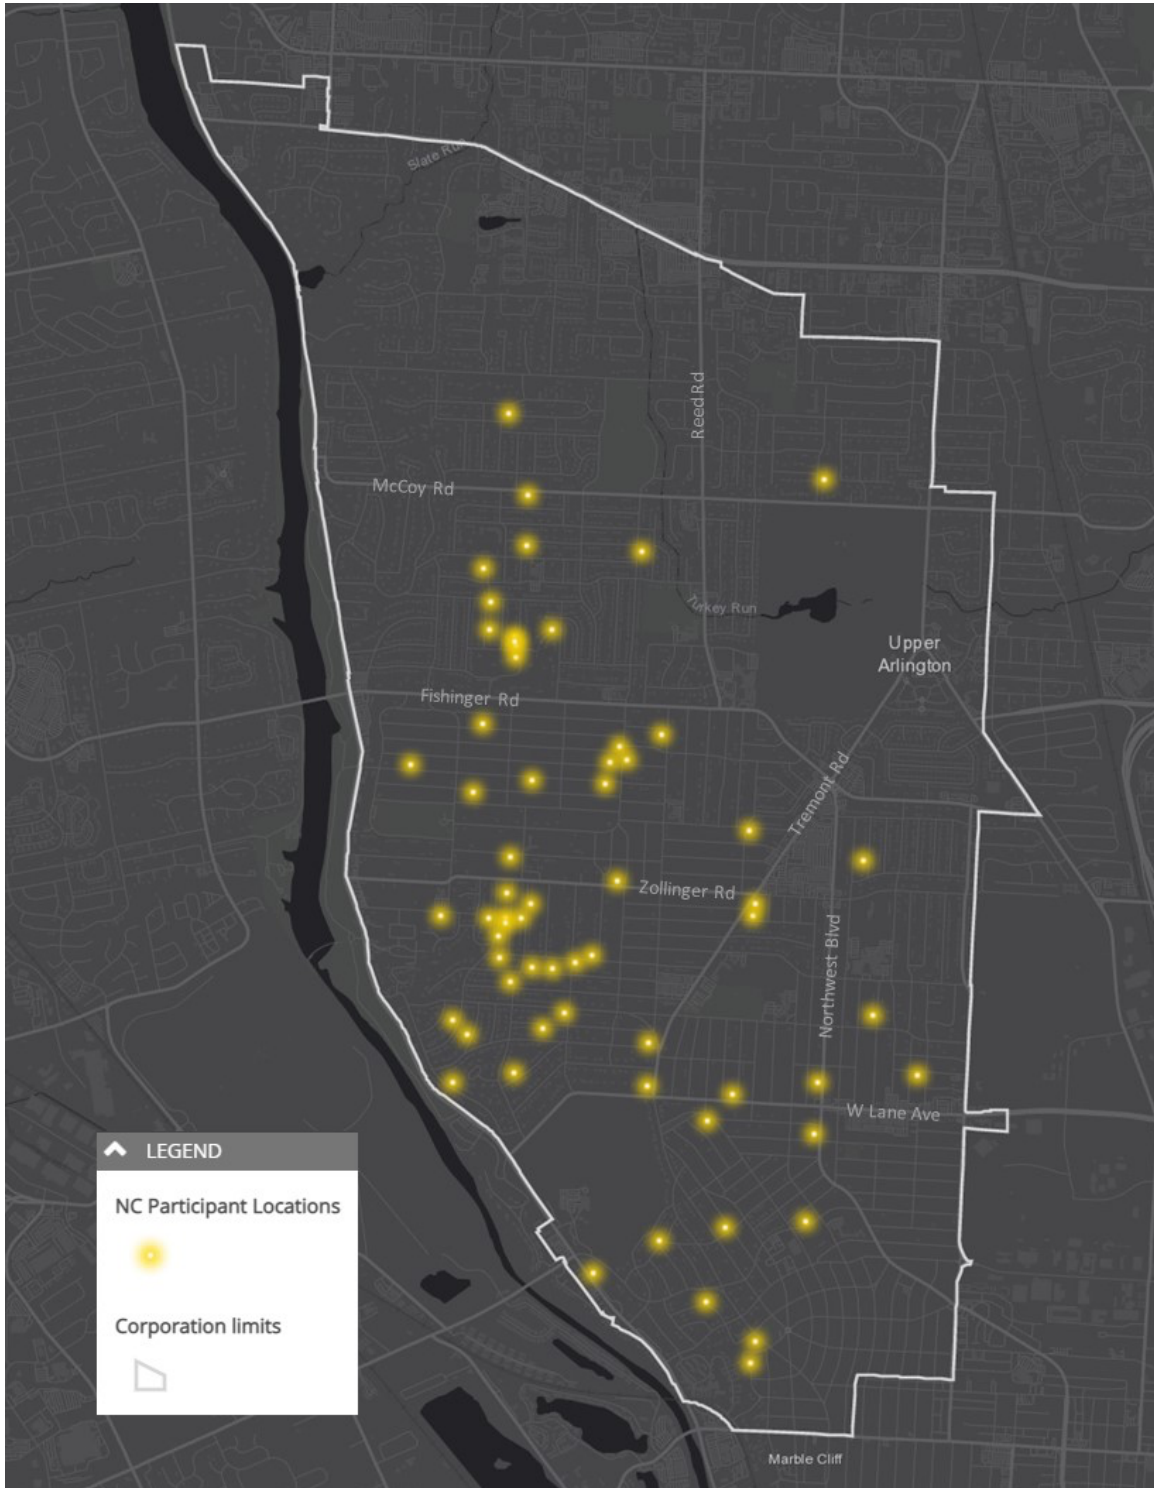 Slate Run
Reed Rd
McCoy Rd
Turkey Run
Upper
Arlington
Fishinger Rd
Tremont Rd
Zollinger Rd
Northwest Blvd
W Lane Ave
LEGEND
NC Participant Locations
Corporation limits
Marble Cliff